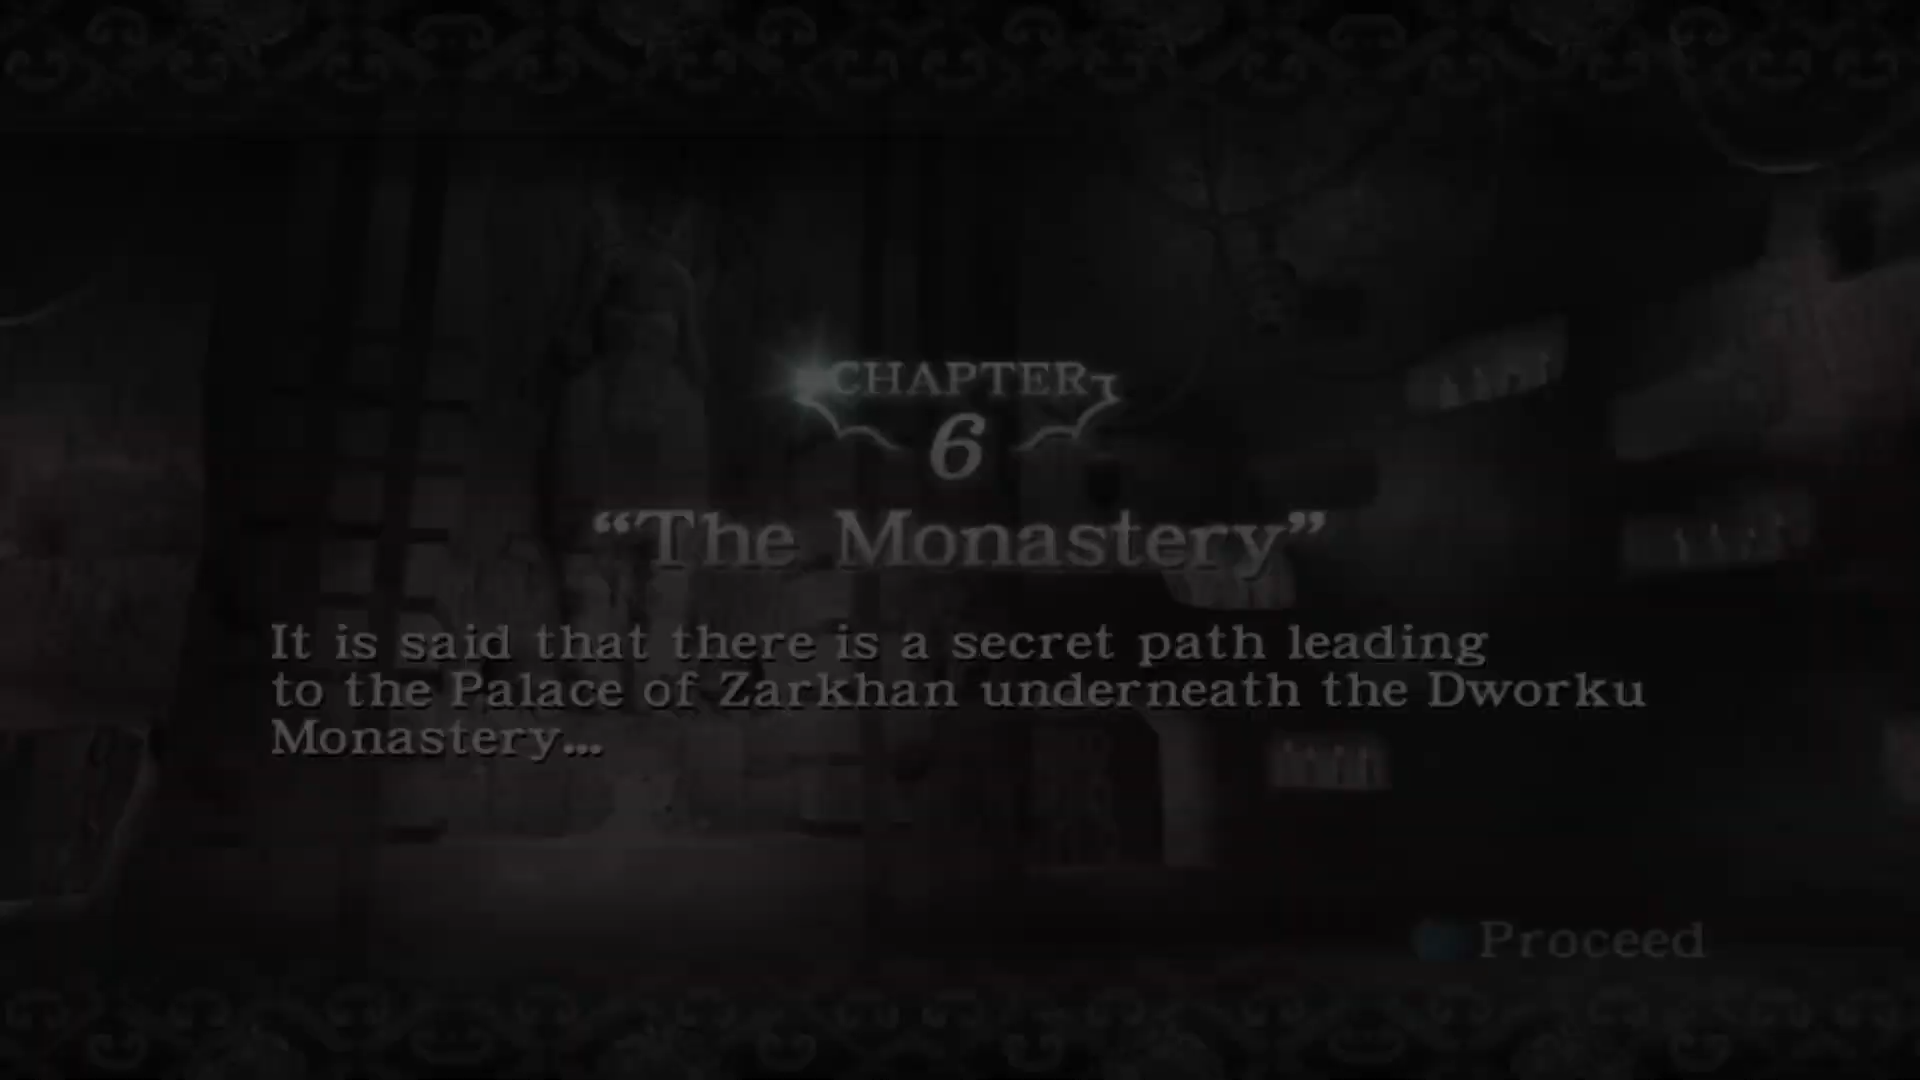 CHAPTER
6
“The Monastery”
It is said that there is a secret path leading
to the Palace of Zarkhan underneath the Dworku
Monastery...
Proceed